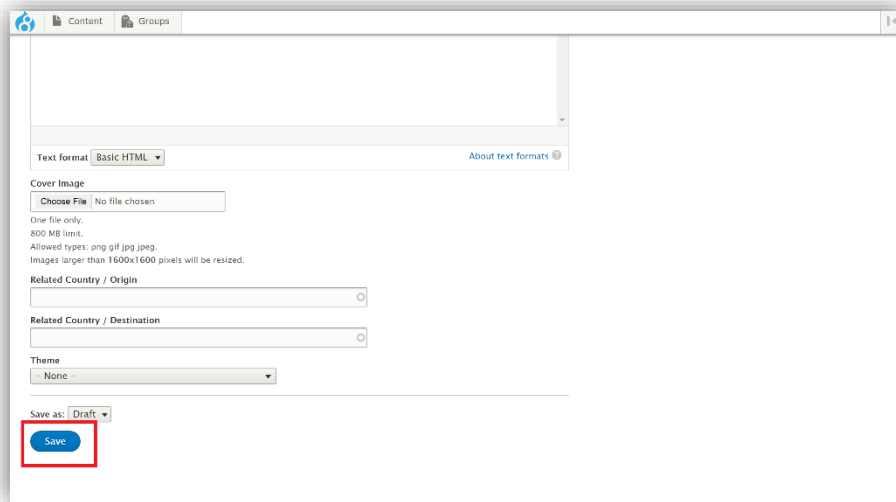 Content Groups
Text format Basic HTML About text formats
Cover Image
Choose File No file chosen
One file only.
800 MB limit.
Allowed types: png gif jpg jpeg.
Images larger than 1600x1600 pixels will be resized.
Related Country / Origin
Related Country / Destination
Theme
- None -
Save as: Draft
Save